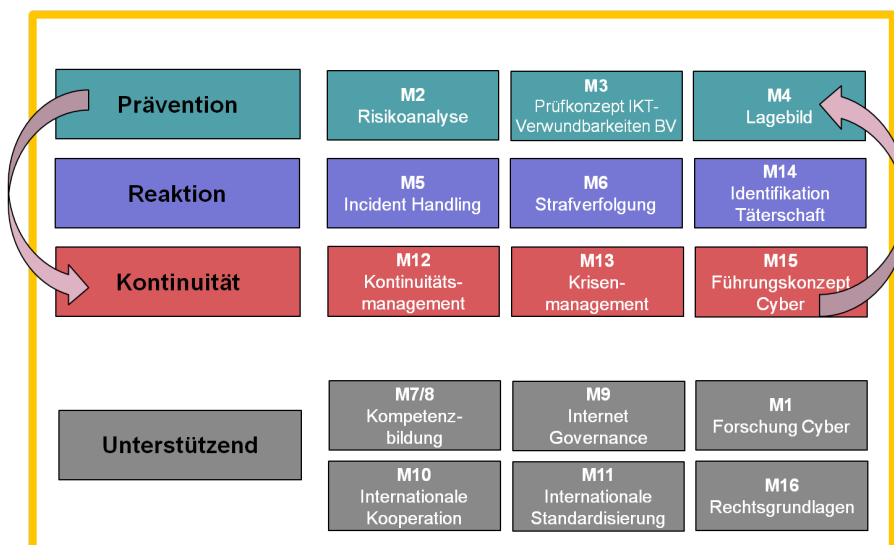 Prävention
M2
Risikoanalyse
M3
Prüfkonzept IKT-
Verwundbarkeiten BV
M4
Lagebild
Reaktion
M5
Incident Handling
M6
Strafverfolgung
M14
Identifikation
Täterschaft
Kontinuität
M12
Kontinuitäts-
management
M13
Krisen-
management
M15
Führungskonzept
Cyber
Unterstützend
M7/8
Kompetenz-
bildung
M9
Internet
Governance
M1
Forschung Cyber
M10
Internationale
Kooperation
M11
Internationale
Standardisierung
M16
Rechtsgrundlagen